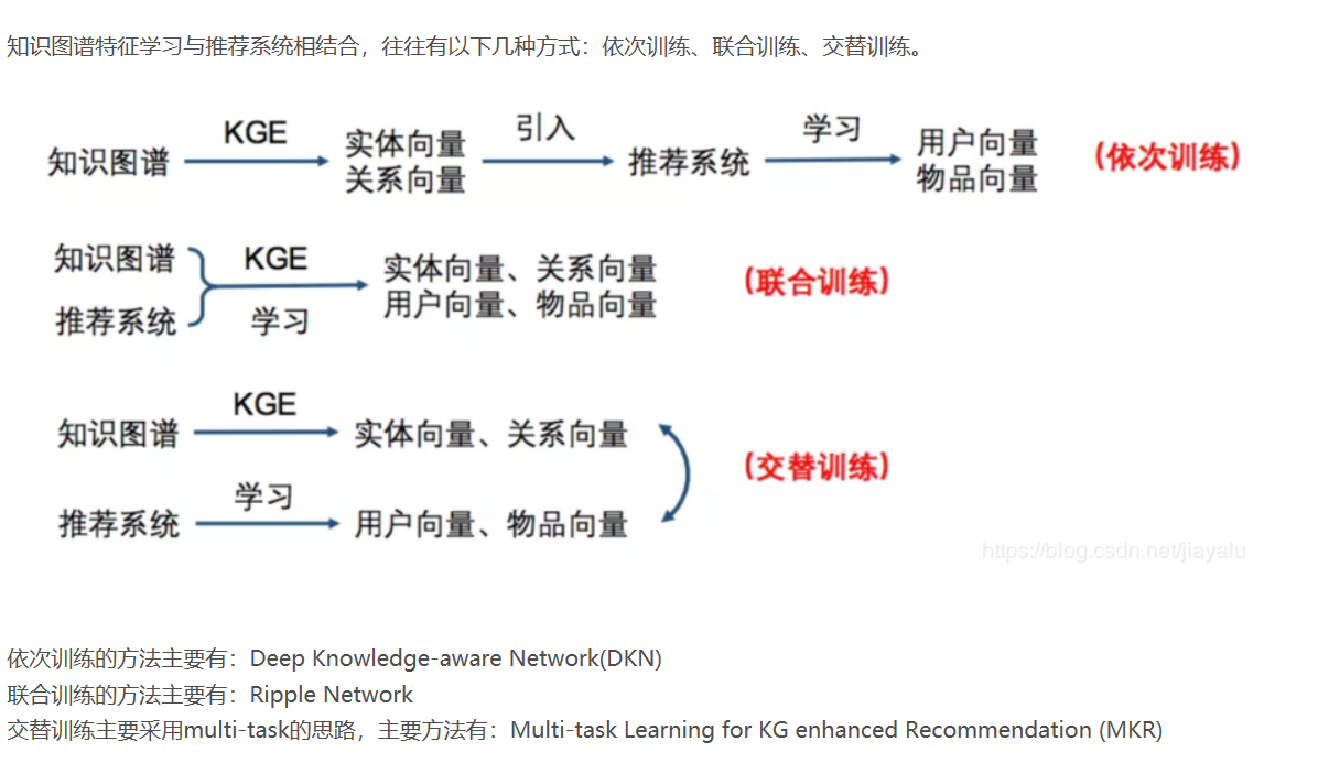 知识图谱特征学习与推荐系统相结合，往往有以下几种方式：依次训练、联合训练、交替训练。
知识图谱 KGE 实体向量 引入 推荐系统 学习 用户向量 (依次训练)
关系向量 物品向量
知识图谱 KGE 实体向量、关系向量 (联合训练)
推荐系统 学习 用户向量、物品向量
知识图谱 KGE 实体向量、关系向量 (交替训练)
推荐系统 学习 用户向量、物品向量
https://blog.csdn.net/jiayalu
依次训练的方法主要有：Deep Knowledge-aware Network(DKN)
联合训练的方法主要有：Ripple Network
交替训练主要采用multi-task的思路，主要方法有：Multi-task Learning for KG enhanced Recommendation (MKR)